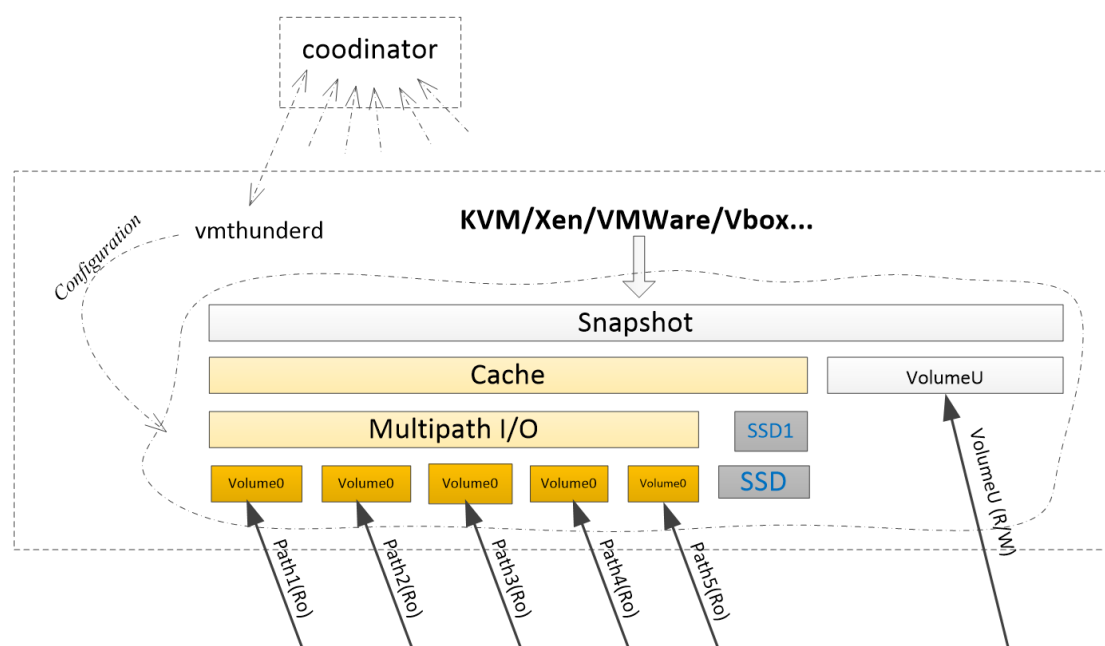 coodinator
Configuration
vmthunderd
KVM/Xen/VMWare/Vbox...
Snapshot
Cache
VolumeU
Multipath I/O
SSD1
Volume0
Volume0
Volume0
Volume0
Volume0
SSD
Path1(Ro)
Path2(Ro)
Path3(Ro)
Path4(Ro)
Path5(Ro)
VolumeU (R/W)